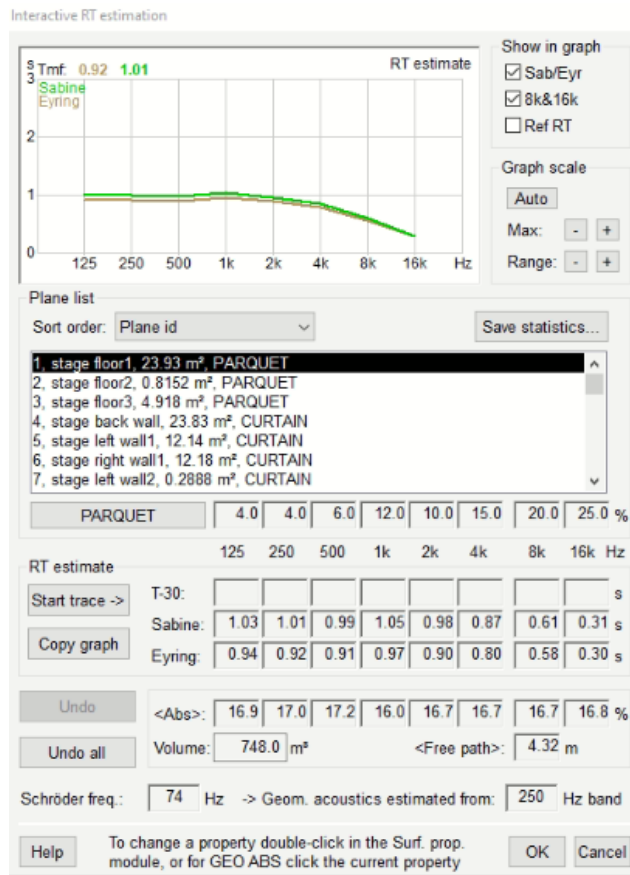 Interactive RT estimation
Show in graph
Sab/Eyr
8k&16k
Ref RT
s Tmf: 0.92 1.01 RT estimate
3
Sabine
Eyring
2
1
0
125 250 500 1k 2k 4k 8k 16k Hz
Graph scale
Auto
Max: - +
Range: - +
Plane list
Sort order: Plane id Save statistics...
1, stage floor1, 23.93 m², PARQUET
2, stage floor2, 0.8152 m², PARQUET
3, stage floor3, 4.918 m², PARQUET
4, stage back wall, 23.83 m², CURTAIN
5, stage left wall1, 12.14 m², CURTAIN
6, stage right wall1, 12.18 m², CURTAIN
7, stage left wall2, 0.2888 m², CURTAIN
PARQUET 4.0 4.0 6.0 12.0 10.0 15.0 20.0 25.0 %
125 250 500 1k 2k 4k 8k 16k Hz
RT estimate
Start trace -> T-30: s
Sabine: 1.03 1.01 0.99 1.05 0.98 0.87 0.61 0.31 s
Copy graph
Eyring: 0.94 0.92 0.91 0.97 0.90 0.80 0.58 0.30 s
Undo <Abs>: 16.9 17.0 17.2 16.0 16.7 16.7 16.7 16.8 %
Undo all Volume: 748.0 m³ <Free path>: 4.32 m
Schröder freq.: 74 Hz -> Geom. acoustics estimated from: 250 Hz band
Help To change a property double-click in the Surf. prop.
module, or for GEO ABS click the current property OK Cancel